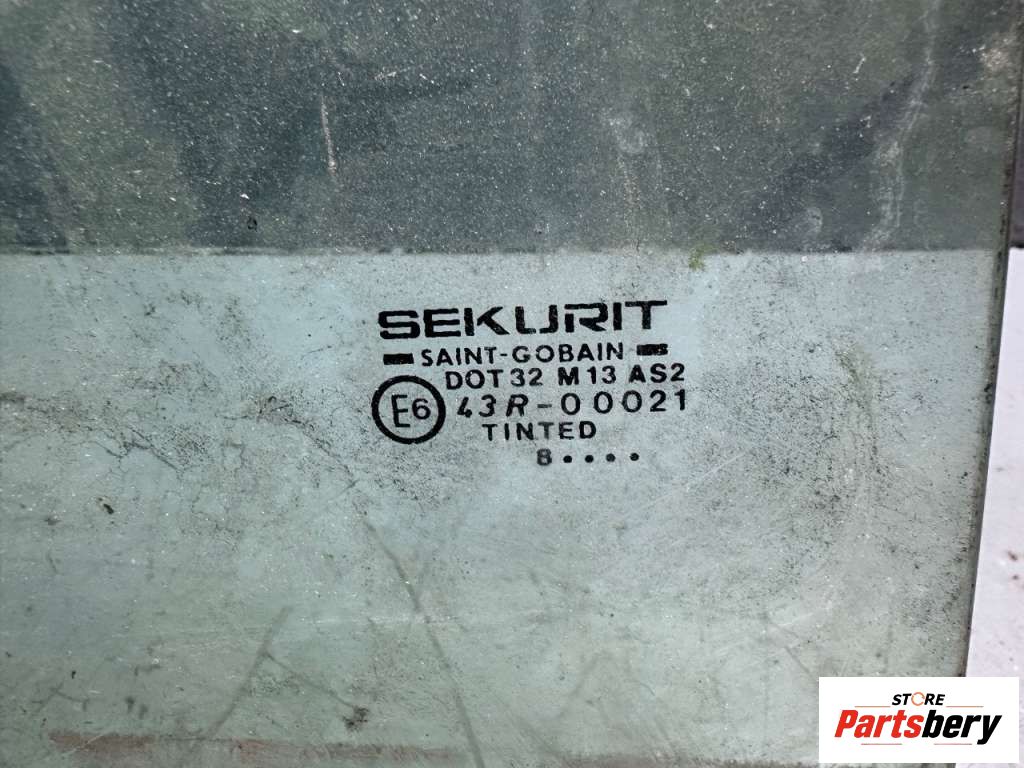 SEKURIT
SAINT-GOBAIN
DOT 32 M 13 AS2
E6 43R-00021
TINTED
8....
STORE
Partsbery